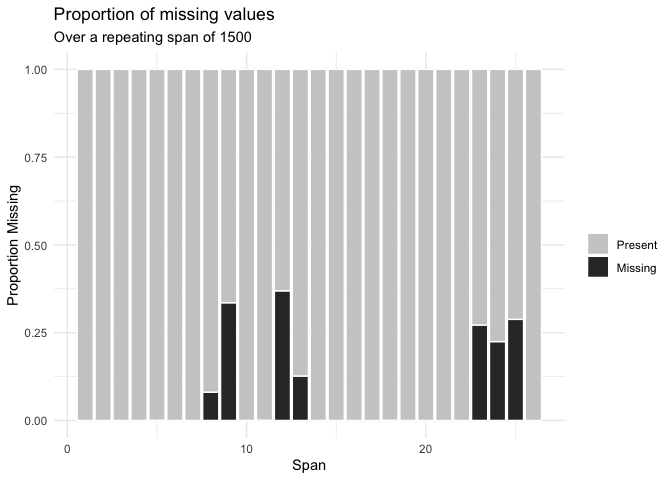 Proportion of missing values
Over a repeating span of 1500
1.00
0.75
0.50
0.25
0.00
Proportion Missing
0
10
20
Span
Present
Missing